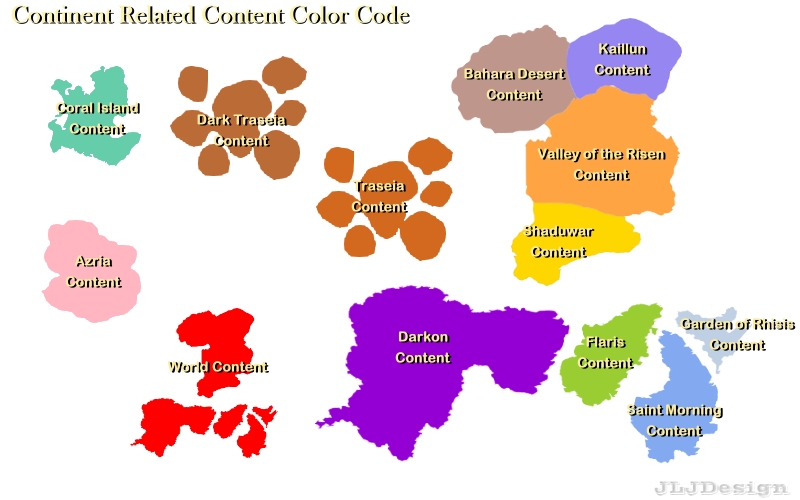 Continent Related Content Color Code
Kaillun
Content
Bahara Desert
Content
Coral Island
Content
Dark Traseia
Content
Valley of the Risen
Content
Traseia
Content
Shaduwar
Content
Azria
Content
Garden of Rhisis
Content
Darkon
Content
Flaris
Content
World Content
Saint Morning
Content
JLJDesign